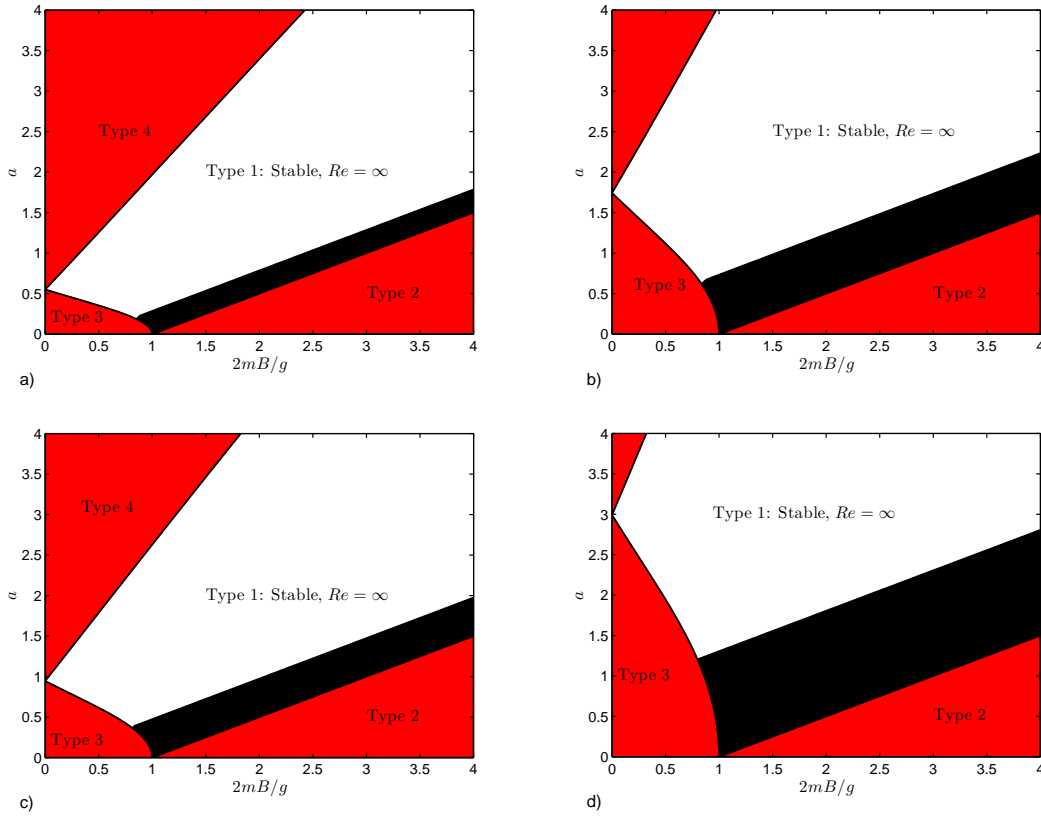 4
3.5
3
2.5
2
1.5
1
0.5
0
a
Type 4
Type 1: Stable, Re = ∞
Type 3
Type 2
0 0.5 1 1.5 2 2.5 3 3.5 4
2mB/g
a)
4
3.5
3
2.5
2
1.5
1
0.5
0
a
Type 1: Stable, Re = ∞
Type 3
Type 2
0 0.5 1 1.5 2 2.5 3 3.5 4
2mB/g
b)
4
3.5
3
2.5
2
1.5
1
0.5
0
a
Type 4
Type 1: Stable, Re = ∞
Type 3
Type 2
0 0.5 1 1.5 2 2.5 3 3.5 4
2mB/g
c)
4
3.5
3
2.5
2
1.5
1
0.5
0
a
Type 1: Stable, Re = ∞
Type 3
Type 2
0 0.5 1 1.5 2 2.5 3 3.5 4
2mB/g
d)